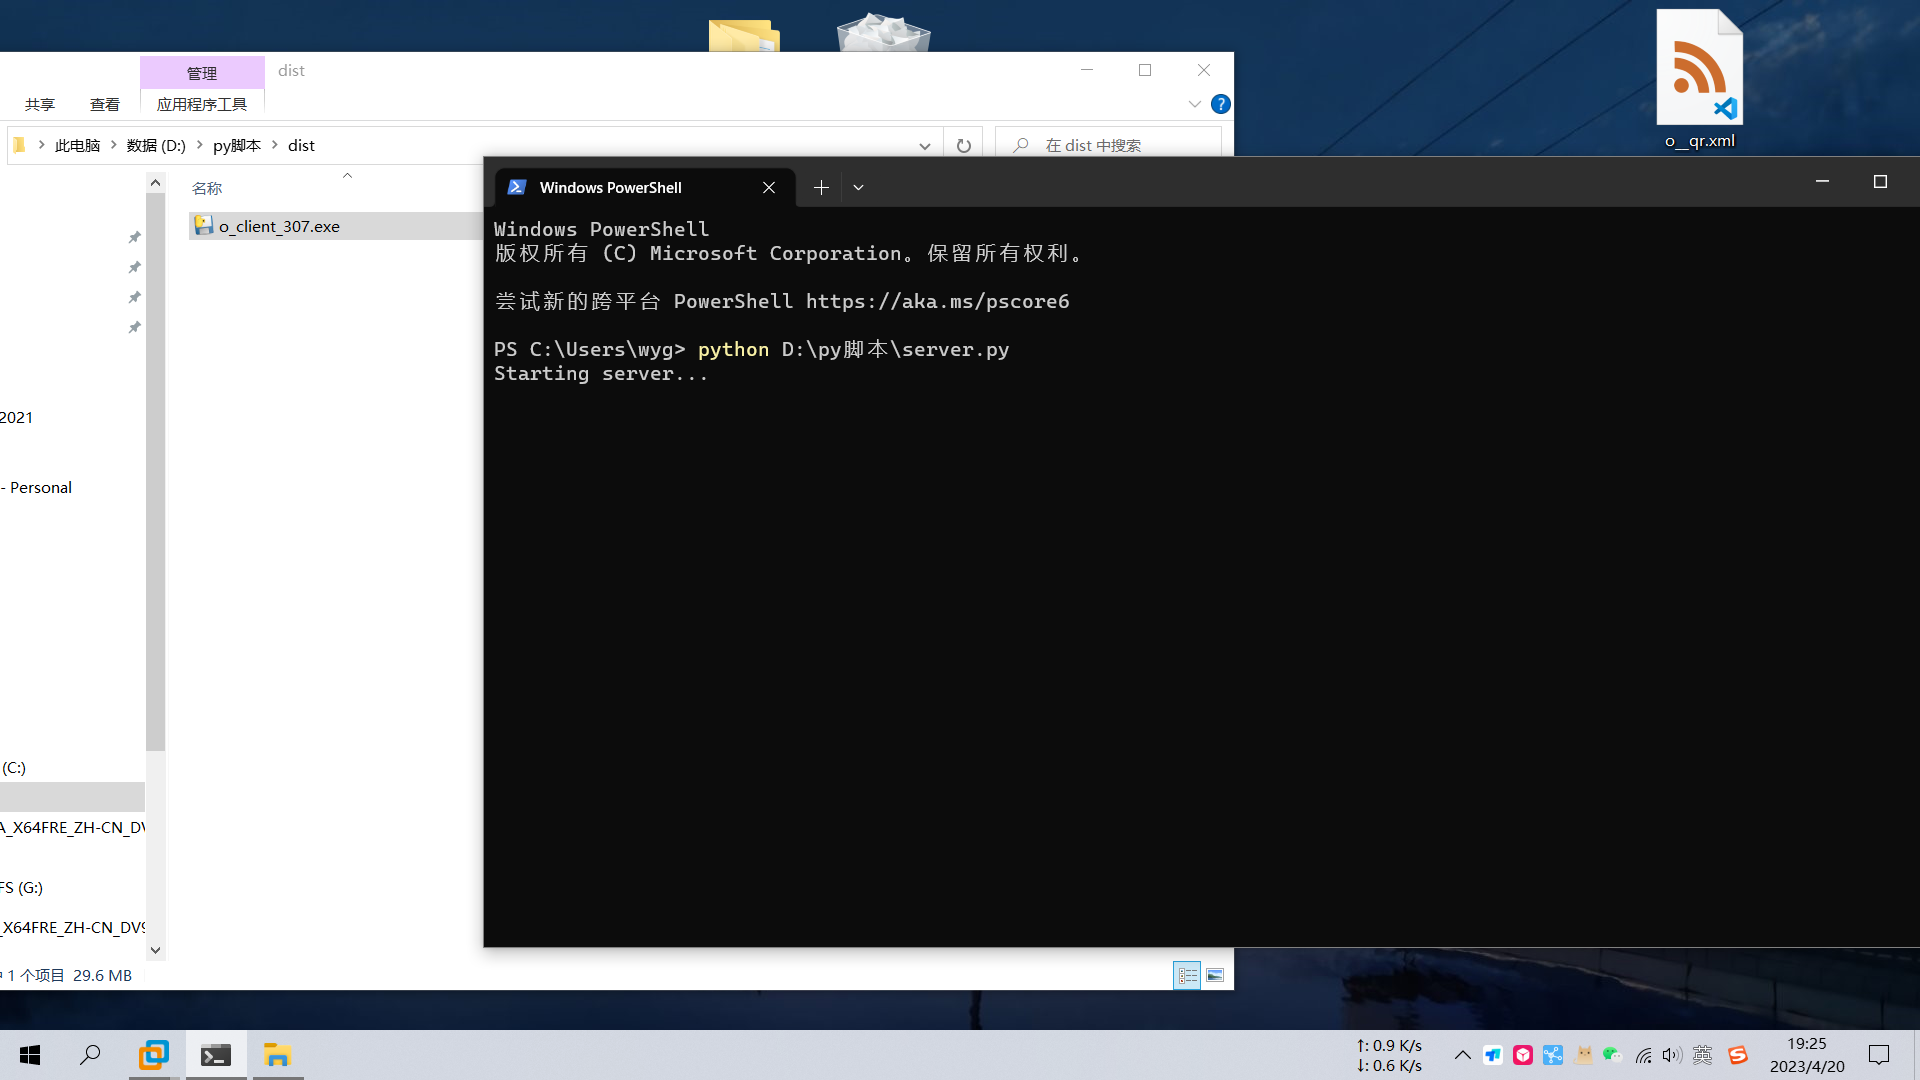 管理
dist
共享
查看
应用程序工具
此电脑
数据 (D:)
py脚本
dist
在 dist 中搜索
名称
o_client_307.exe
2021
- Personal
(C:)
A_X64FRE_ZH-CN_DV
FS (G:)
_X64FRE_ZH-CN_DV9
1 个项目 29.6 MB
o__qr.xml
Windows PowerShell
Windows PowerShell
版权所有 (C) Microsoft Corporation。保留所有权利。
尝试新的跨平台 PowerShell https://aka.ms/pscore6
PS C:\Users\wyg> python D:\py脚本\server.py
Starting server...
↑: 0.9 K/s
↓: 0.6 K/s
英
19:25
2023/4/20